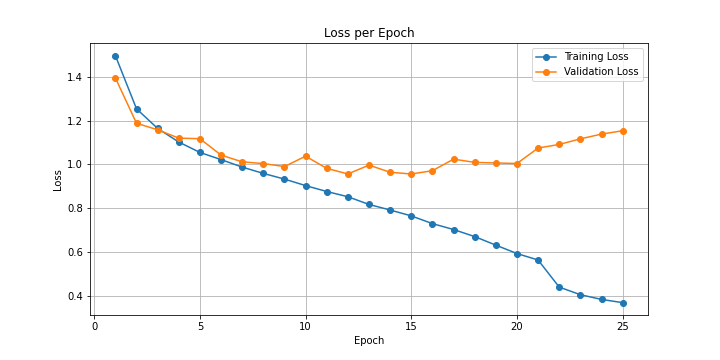 Loss per Epoch
Training Loss
Validation Loss
1.4
1.2
1.0
0.8
0.6
0.4
Loss
0 5 10 15 20 25
Epoch